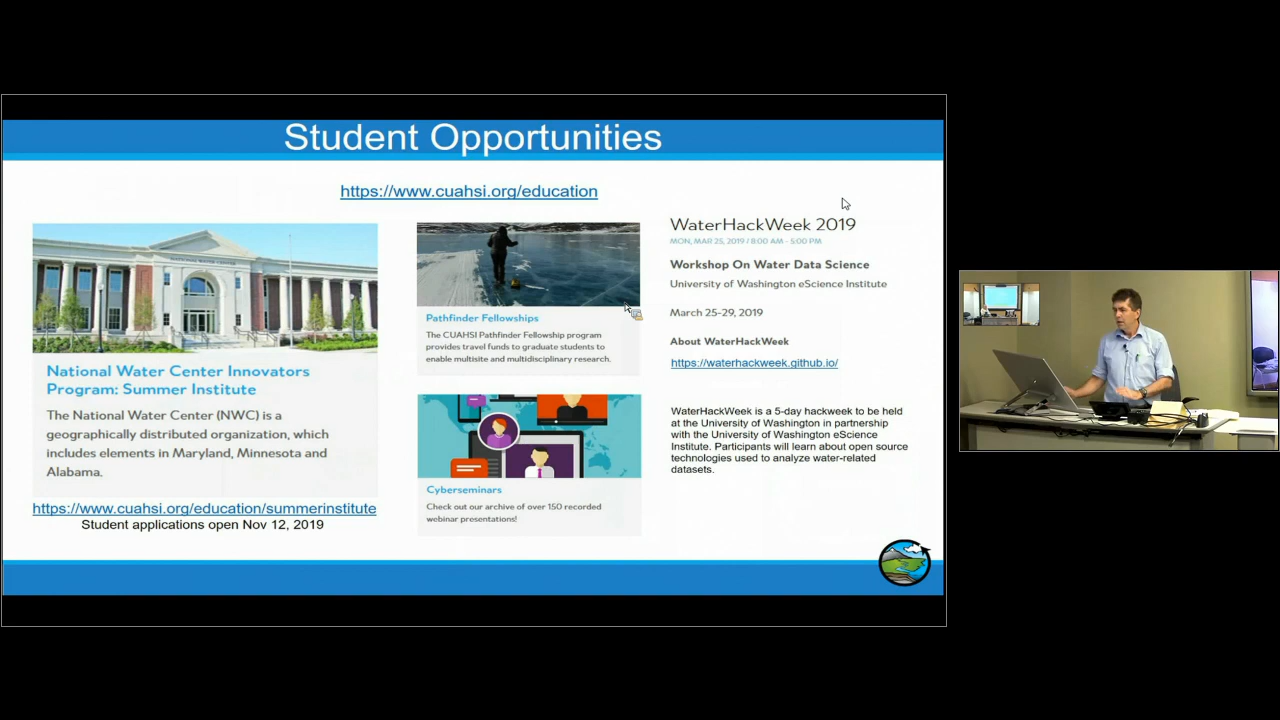 Student Opportunities
https://www.cuahsi.org/education
NATIONAL WATER CENTER
National Water Center Innovators
Program: Summer Institute
The National Water Center (NWC) is a
geographically distributed organization, which
includes elements in Maryland, Minnesota and
Alabama.
https://www.cuahsi.org/education/summerinstitute
Student applications open Nov 12, 2019
Pathfinder Fellowships
The CUAHSI Pathfinder Fellowship program
provides travel funds to graduate students to
enable multisite and multidisciplinary research.
Cyberseminars
Check out our archive of over 150 recorded
webinar presentations!
WaterHackWeek 2019
MON, MAR 25, 2019 / 8:00 AM - 5:00 PM
Workshop On Water Data Science
University of Washington eScience Institute
March 25-29, 2019
About WaterHackWeek
https://waterhackweek.github.io/
WaterHackWeek is a 5-day hackweek to be held
at the University of Washington in partnership
with the University of Washington eScience
Institute. Participants will learn about open source
technologies used to analyze water-related
datasets.